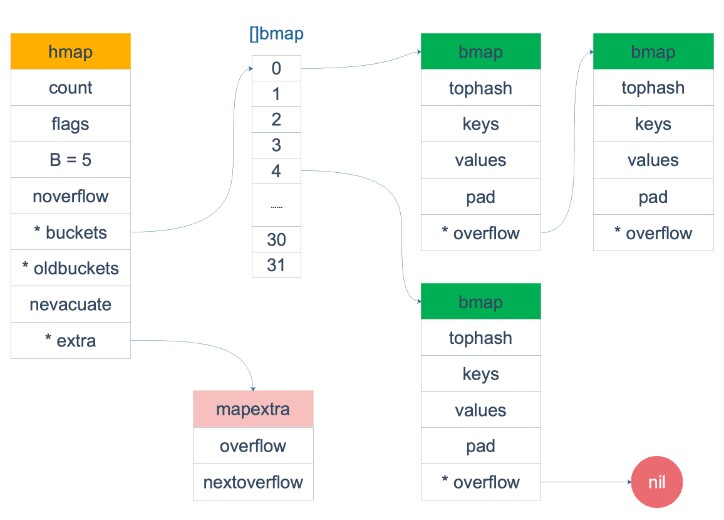 hmap
count
flags
B = 5
noverflow
* buckets
* oldbuckets
nevacuate
* extra
[]bmap
0
1
2
3
4
......
30
31
bmap
tophash
keys
values
pad
* overflow
bmap
tophash
keys
values
pad
* overflow
bmap
tophash
keys
values
pad
* overflow
nil
mapextra
overflow
nextoverflow